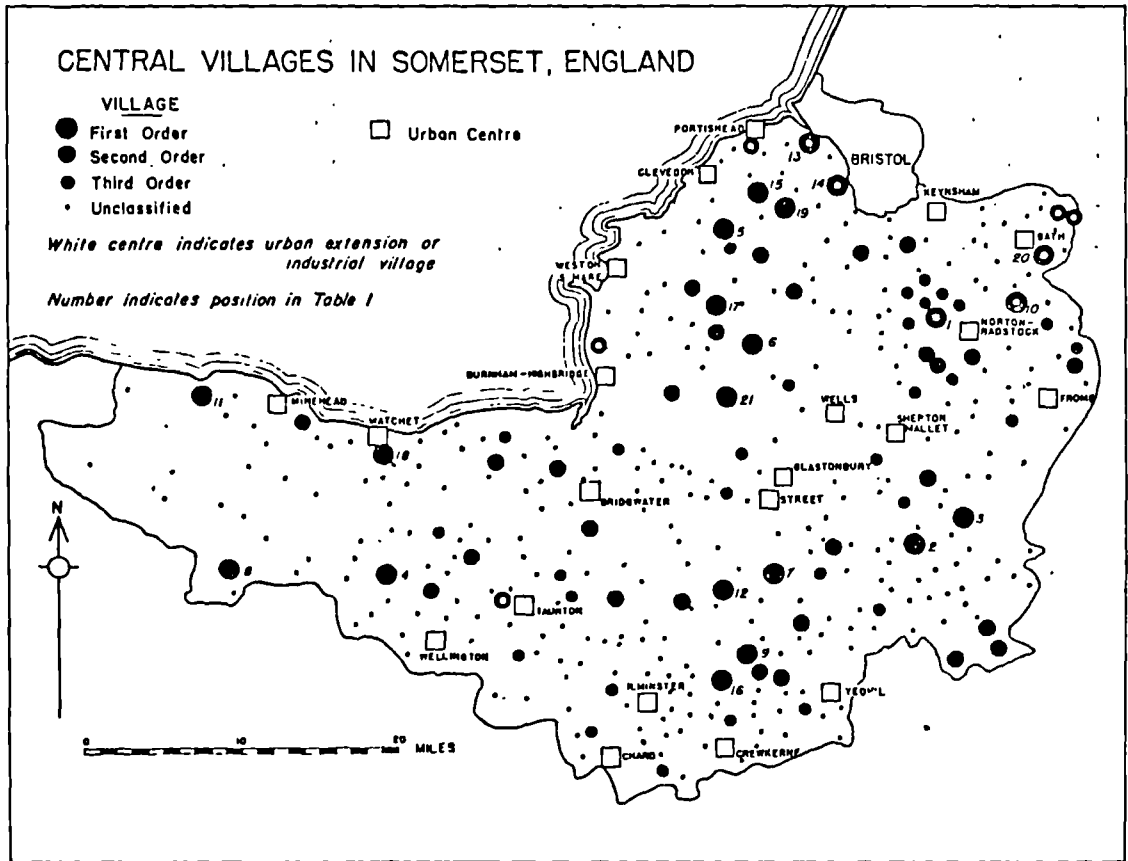 CENTRAL VILLAGES IN SOMERSET, ENGLAND
VILLAGE
First Order
Second Order
Third Order
Unclassified
Urban Centre
White centre indicates urban extension or
industrial village
Number indicates position in Table 1
PORTISHEAD
13
BRISTOL
CLEVEDON
15
14
KEYNSHAM
19
5
BATH
20
WESTON
S MARE
17
10
1
NORTON-
RADSTOCK
6
BURNHAM-HIGHBRIDGE
21
WELLS
FROME
11
MINEHEAD
SHEPTON
MALLET
WATCHET
18
GLASTONBURY
STREET
BRIDGWATER
3
N
2
8
4
7
12
TAUNTON
WELLINGTON
9
16
ILMINSTER
YEOVIL
0
10
20
MILES
CHARD
CREWKERNE